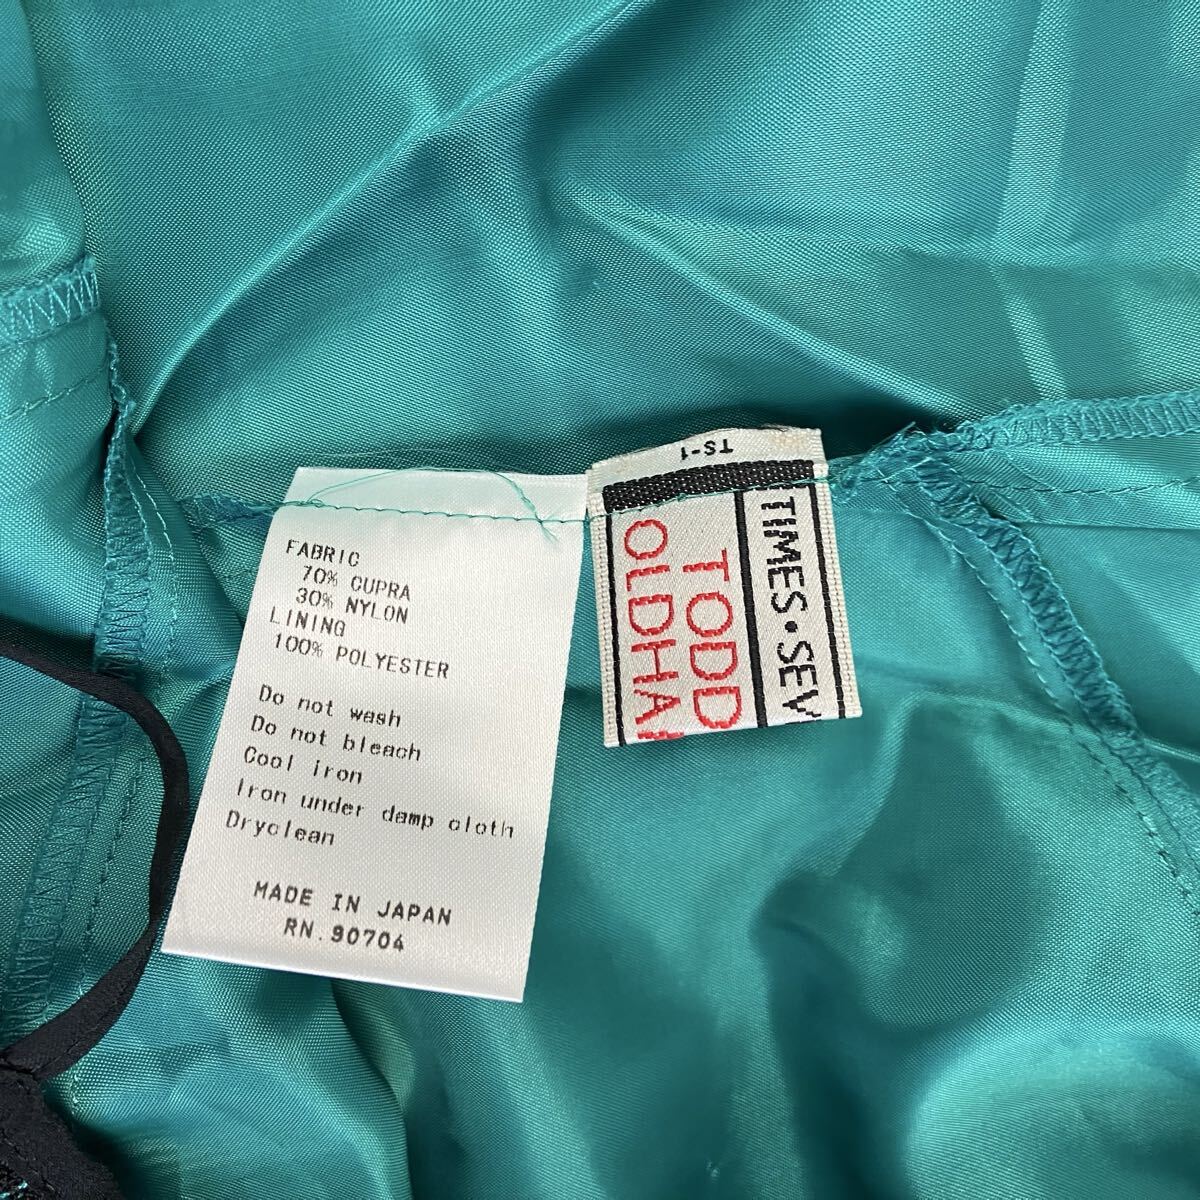 FABRIC
70% CUPRA
30% NYLON
LINING
100% POLYESTER
Do not wash
Do not bleach
Cool iron
Iron under damp cloth
Dryclean
MADE IN JAPAN
RN.90704
TS-1
TIMES·SEV
TODD
OLDHA